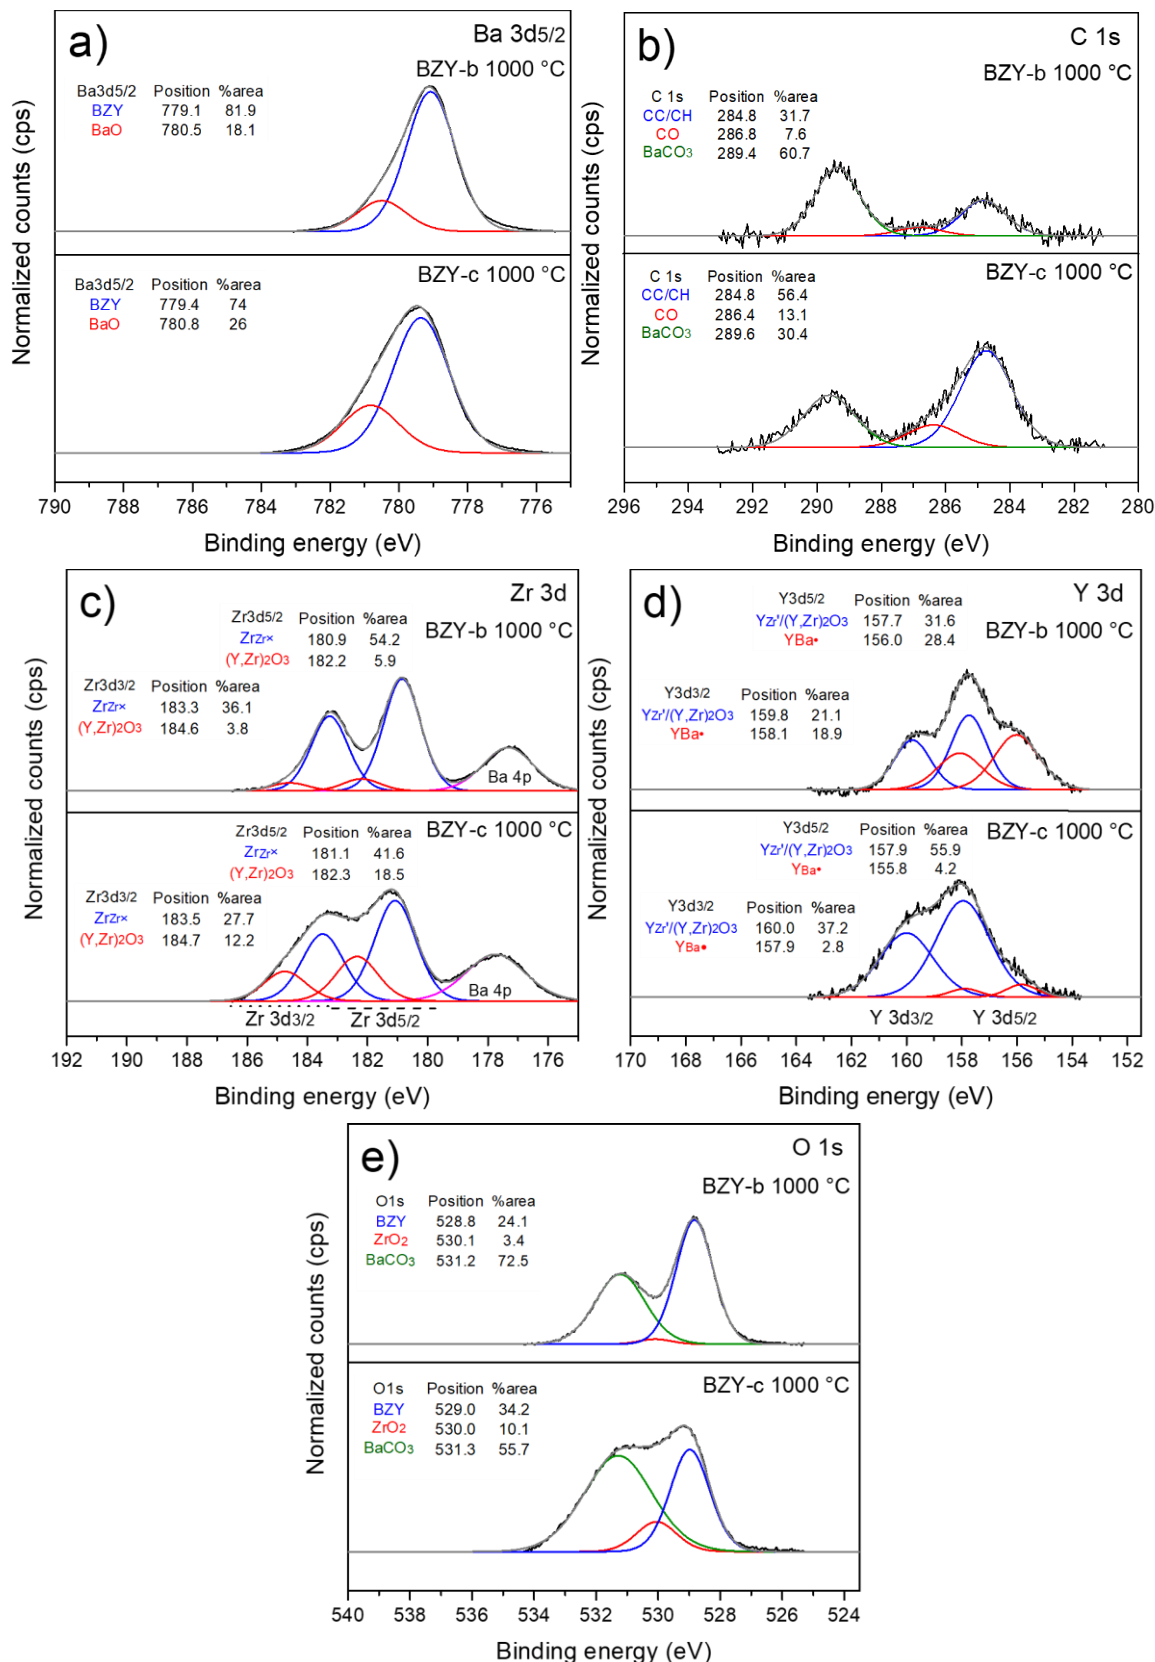 a)
Ba 3d5/2
BZY-b 1000 °C
Ba3d5/2 Position %area
BZY 779.1 81.9
BaO 780.5 18.1
BZY-c 1000 °C
Ba3d5/2 Position %area
BZY 779.4 74
BaO 780.8 26
Normalized counts (cps)
790 788 786 784 782 780 778 776
Binding energy (eV)
b)
C 1s
BZY-b 1000 °C
C 1s Position %area
CC/CH 284.8 31.7
CO 286.8 7.6
BaCO3 289.4 60.7
BZY-c 1000 °C
C 1s Position %area
CC/CH 284.8 56.4
CO 286.4 13.1
BaCO3 289.6 30.4
Normalized counts (cps)
296 294 292 290 288 286 284 282 280
Binding energy (eV)
c)
Zr 3d
BZY-b 1000 °C
Zr3d5/2 Position %area
ZrZr× 180.9 54.2
(Y,Zr)2O3 182.2 5.9
Zr3d3/2 Position %area
ZrZr× 183.3 36.1
(Y,Zr)2O3 184.6 3.8
Ba 4p
BZY-c 1000 °C
Zr3d5/2 Position %area
ZrZr× 181.1 41.6
(Y,Zr)2O3 182.3 18.5
Zr3d3/2 Position %area
ZrZr× 183.5 27.7
(Y,Zr)2O3 184.7 12.2
Ba 4p
Zr 3d3/2 Zr 3d5/2
Normalized counts (cps)
192 190 188 186 184 182 180 178 176
Binding energy (eV)
d)
Y 3d
BZY-b 1000 °C
Y3d5/2 Position %area
YZr'/(Y,Zr)2O3 157.7 31.6
YBa• 156.0 28.4
Y3d3/2 Position %area
YZr'/(Y,Zr)2O3 159.8 21.1
YBa• 158.1 18.9
BZY-c 1000 °C
Y3d5/2 Position %area
YZr'/(Y,Zr)2O3 157.9 55.9
YBa• 155.8 4.2
Y3d3/2 Position %area
YZr'/(Y,Zr)2O3 160.0 37.2
YBa• 157.9 2.8
Y 3d3/2 Y 3d5/2
Normalized counts (cps)
170 168 166 164 162 160 158 156 154 152
Binding energy (eV)
e)
O 1s
BZY-b 1000 °C
O1s Position %area
BZY 528.8 24.1
ZrO2 530.1 3.4
BaCO3 531.2 72.5
BZY-c 1000 °C
O1s Position %area
BZY 529.0 34.2
ZrO2 530.0 10.1
BaCO3 531.3 55.7
Normalized counts (cps)
540 538 536 534 532 530 528 526 524
Binding energy (eV)